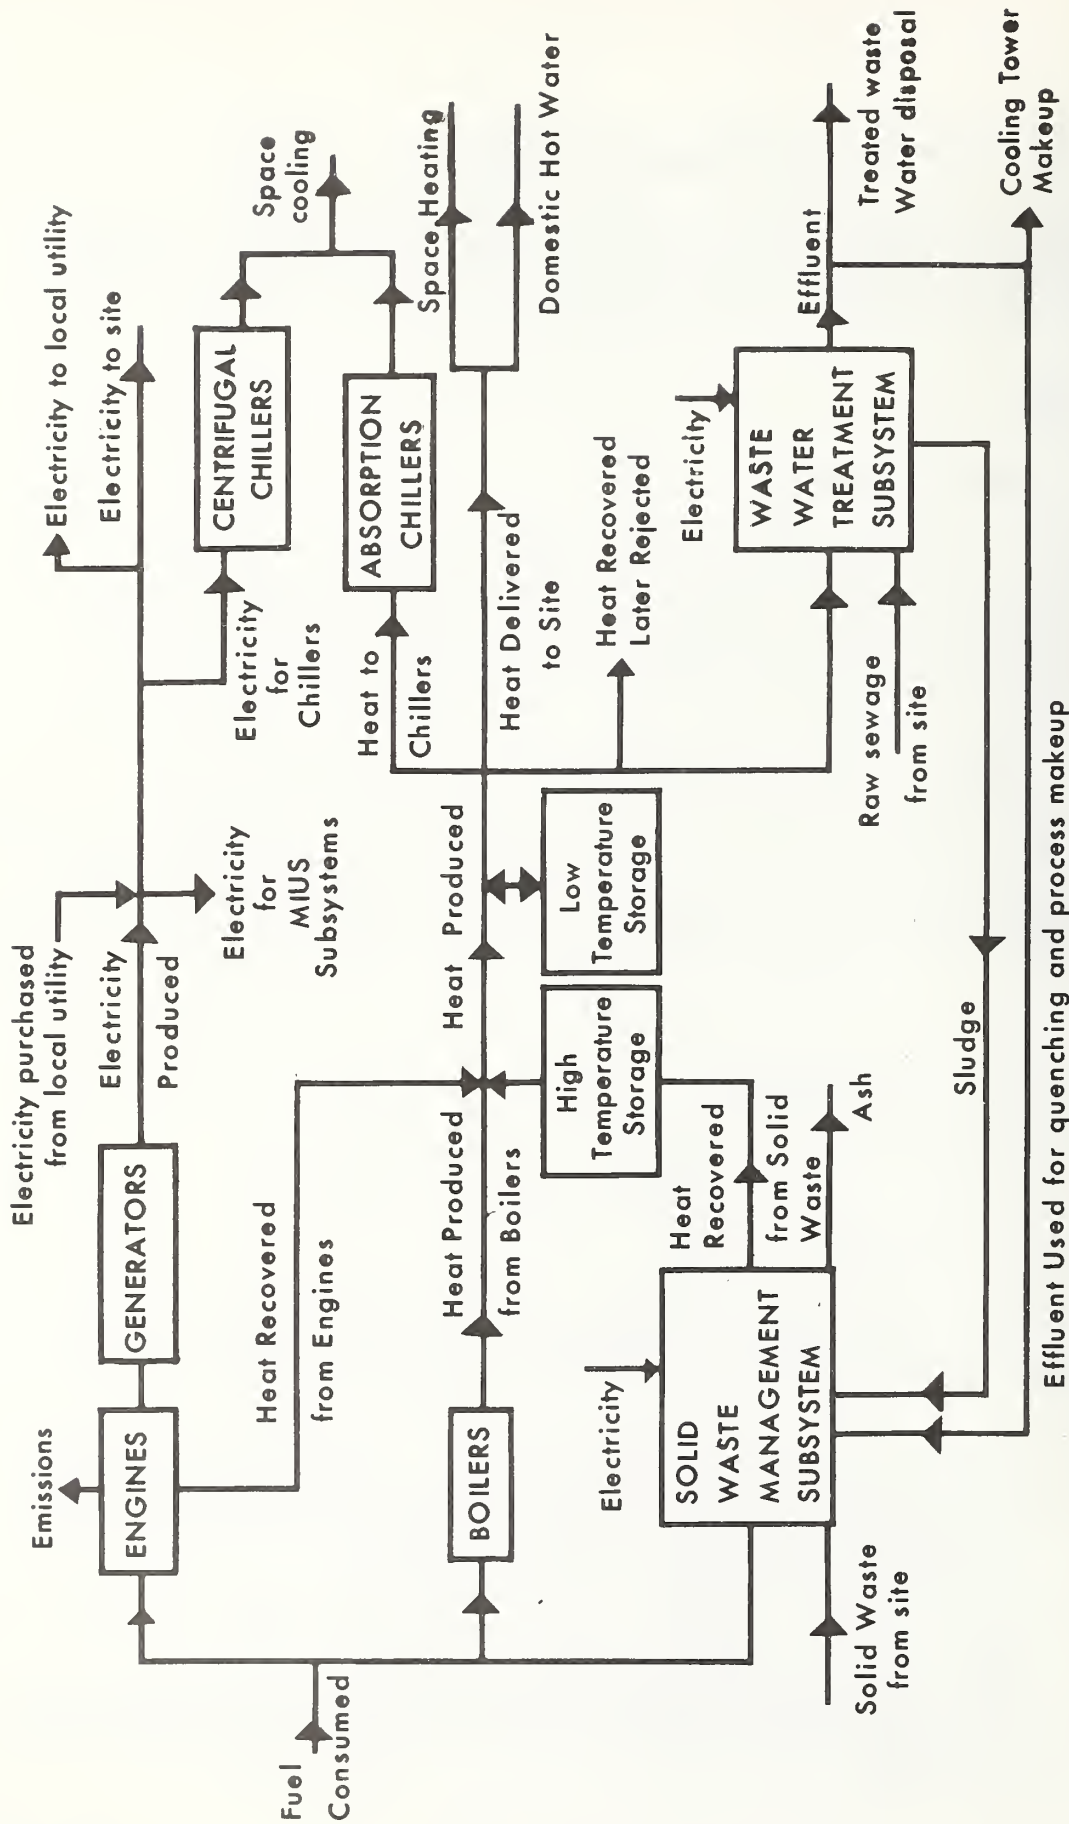 Fuel
Consumed
Emissions
ENGINES
GENERATORS
Electricity purchased
from local utility
Electricity
Produced
Electricity
for
MIUS
Subsystems
Electricity to local utility
Electricity to site
Electricity
for
Chillers
CENTRIFUGAL
CHILLERS
Space
cooling
ABSORPTION
CHILLERS
Heat to
Chillers
Heat Recovered
from Engines
BOILERS
Heat Produced
from Boilers
Heat Produced
Heat Delivered
to Site
Space Heating
Domestic Hot Water
High
Temperature
Storage
Low
Temperature
Storage
Heat Recovered
Later Rejected
Electricity
SOLID
WASTE
MANAGEMENT
SUBSYSTEM
Heat
Recovered
from Solid
Waste
Ash
Solid Waste
from site
Electricity
WASTE
WATER
TREATMENT
SUBSYSTEM
Raw sewage
from site
Effluent
Treated waste
Water disposal
Cooling Tower
Makeup
Sludge
Effluent Used for quenching and process makeup